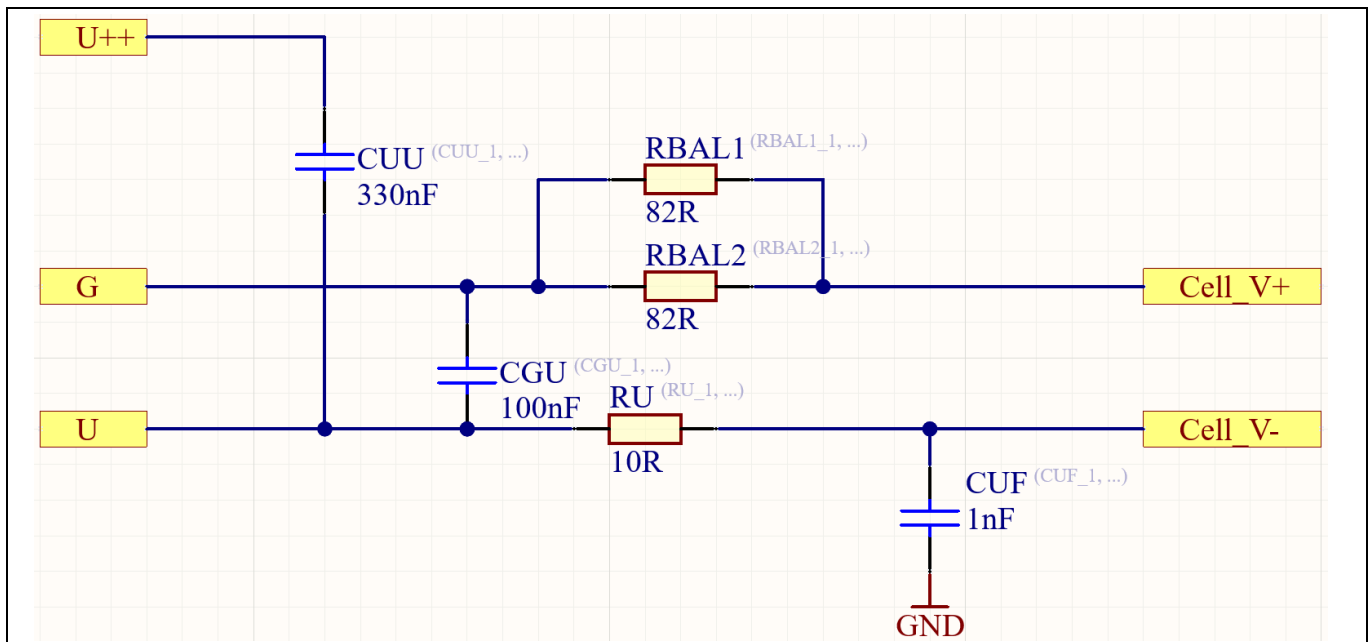 U++
CUU (CUU_1, ...)
330nF
RBAL1 (RBAL1_1, ...)
82R
RBAL2 (RBAL2_1, ...)
82R
G
Cell_V+
CGU (CGU_1, ...)
100nF
RU (RU_1, ...)
10R
U
Cell_V-
CUF (CUF_1, ...)
1nF
GND